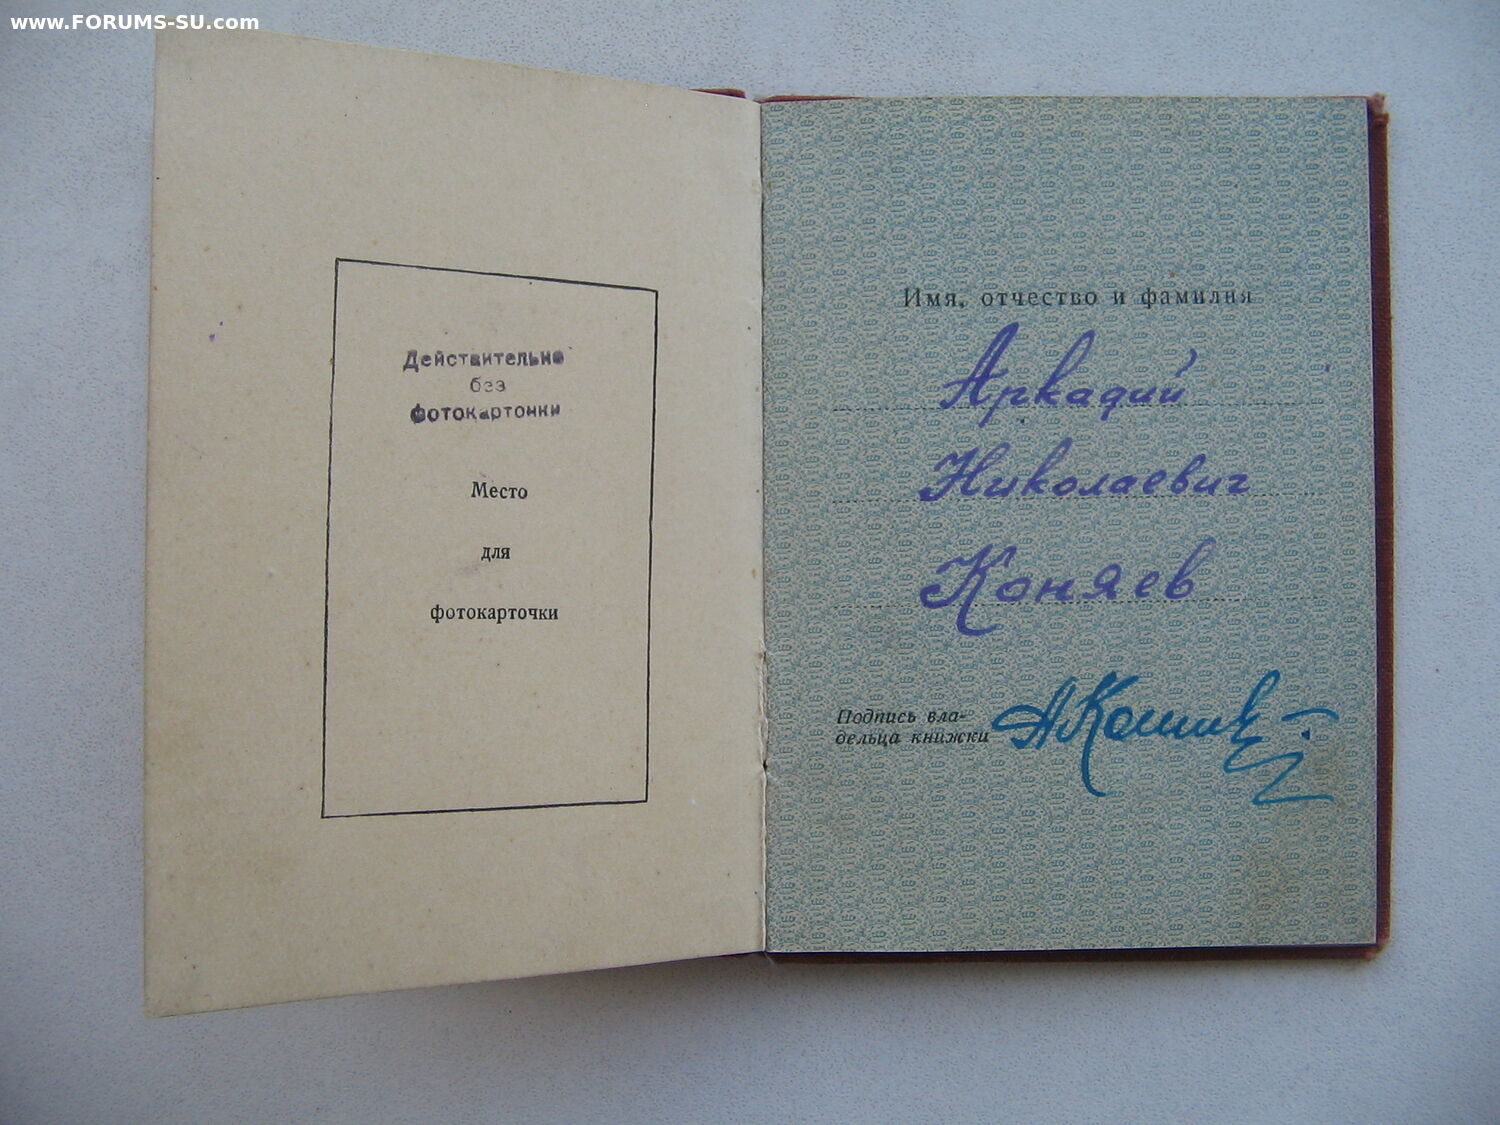 www.FORUMS-SU.com
Действительно
без
фотокарточки
Место
для
фотокарточки
Имя, отчество и фамилия
Аркадий
Николаевич
Коняев
Подпись вла-
дельца книжки